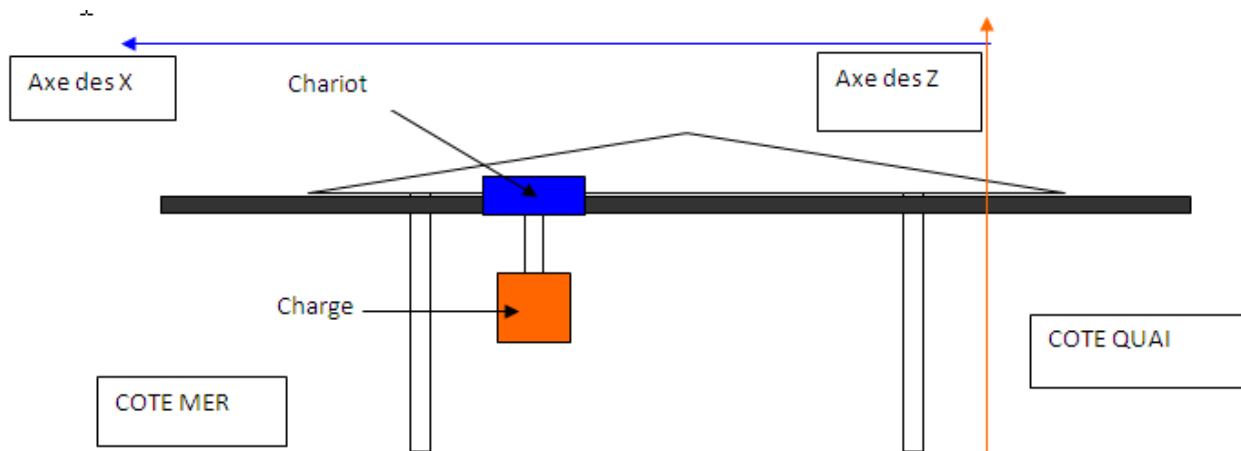 Axe des X
Chariot
Axe des Z
Charge
COTE QUAI
COTE MER